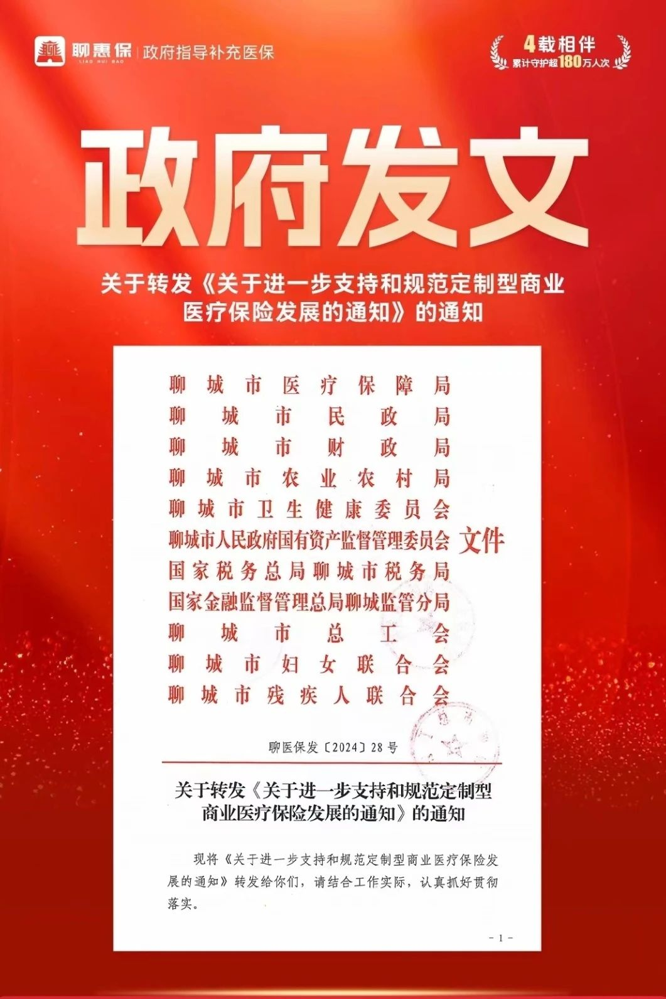 聊惠保
LIAO HUI BAO
政府指导补充医保
4载相伴
累计守护超180万人次
政府发文
关于转发《关于进一步支持和规范定制型商业
医疗保险发展的通知》的通知
聊城市医疗保障局
聊城市民政局
聊城市财政局
聊城市农业农村局
聊城市卫生健康委员会
聊城市人民政府国有资产监督管理委员会 文件
国家税务总局聊城市税务局
国家金融监督管理总局聊城监管分局
聊城市总工会
聊城市妇女联合会
聊城市残疾人联合会
聊医保发〔2024〕28号
关于转发《关于进一步支持和规范定制型
商业医疗保险发展的通知》的通知
现将《关于进一步支持和规范定制型商业医疗保险发
展的通知》转发给你们，请结合工作实际，认真抓好贯彻
落实。
- 1 -